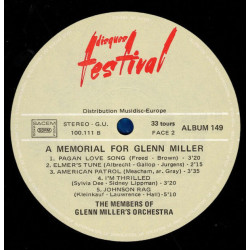 disques
festival
Distribution Musidisc-Europe
SACEM
STEREO - G.U.
100.111 B
33 tours
FACE 2
ALBUM 149
A MEMORIAL FOR GLENN MILLER
1. PAGAN LOVE SONG (Freed - Brown) - 3'20
2. ELMER'S TUNE (Albrecht - Gallop - Jurgens) - 2'15
3. AMERICAN PATROL (Meacham, arr. Gray) - 3'35
4. I'M THRILLED
(Sylvia Dee - Sidney Lippman) - 3'20
5. JOHNSON RAG
(Kleinkauf - Lauwrence - Hall) - 5'10
THE MEMBERS OF
GLENN MILLER'S ORCHESTRA